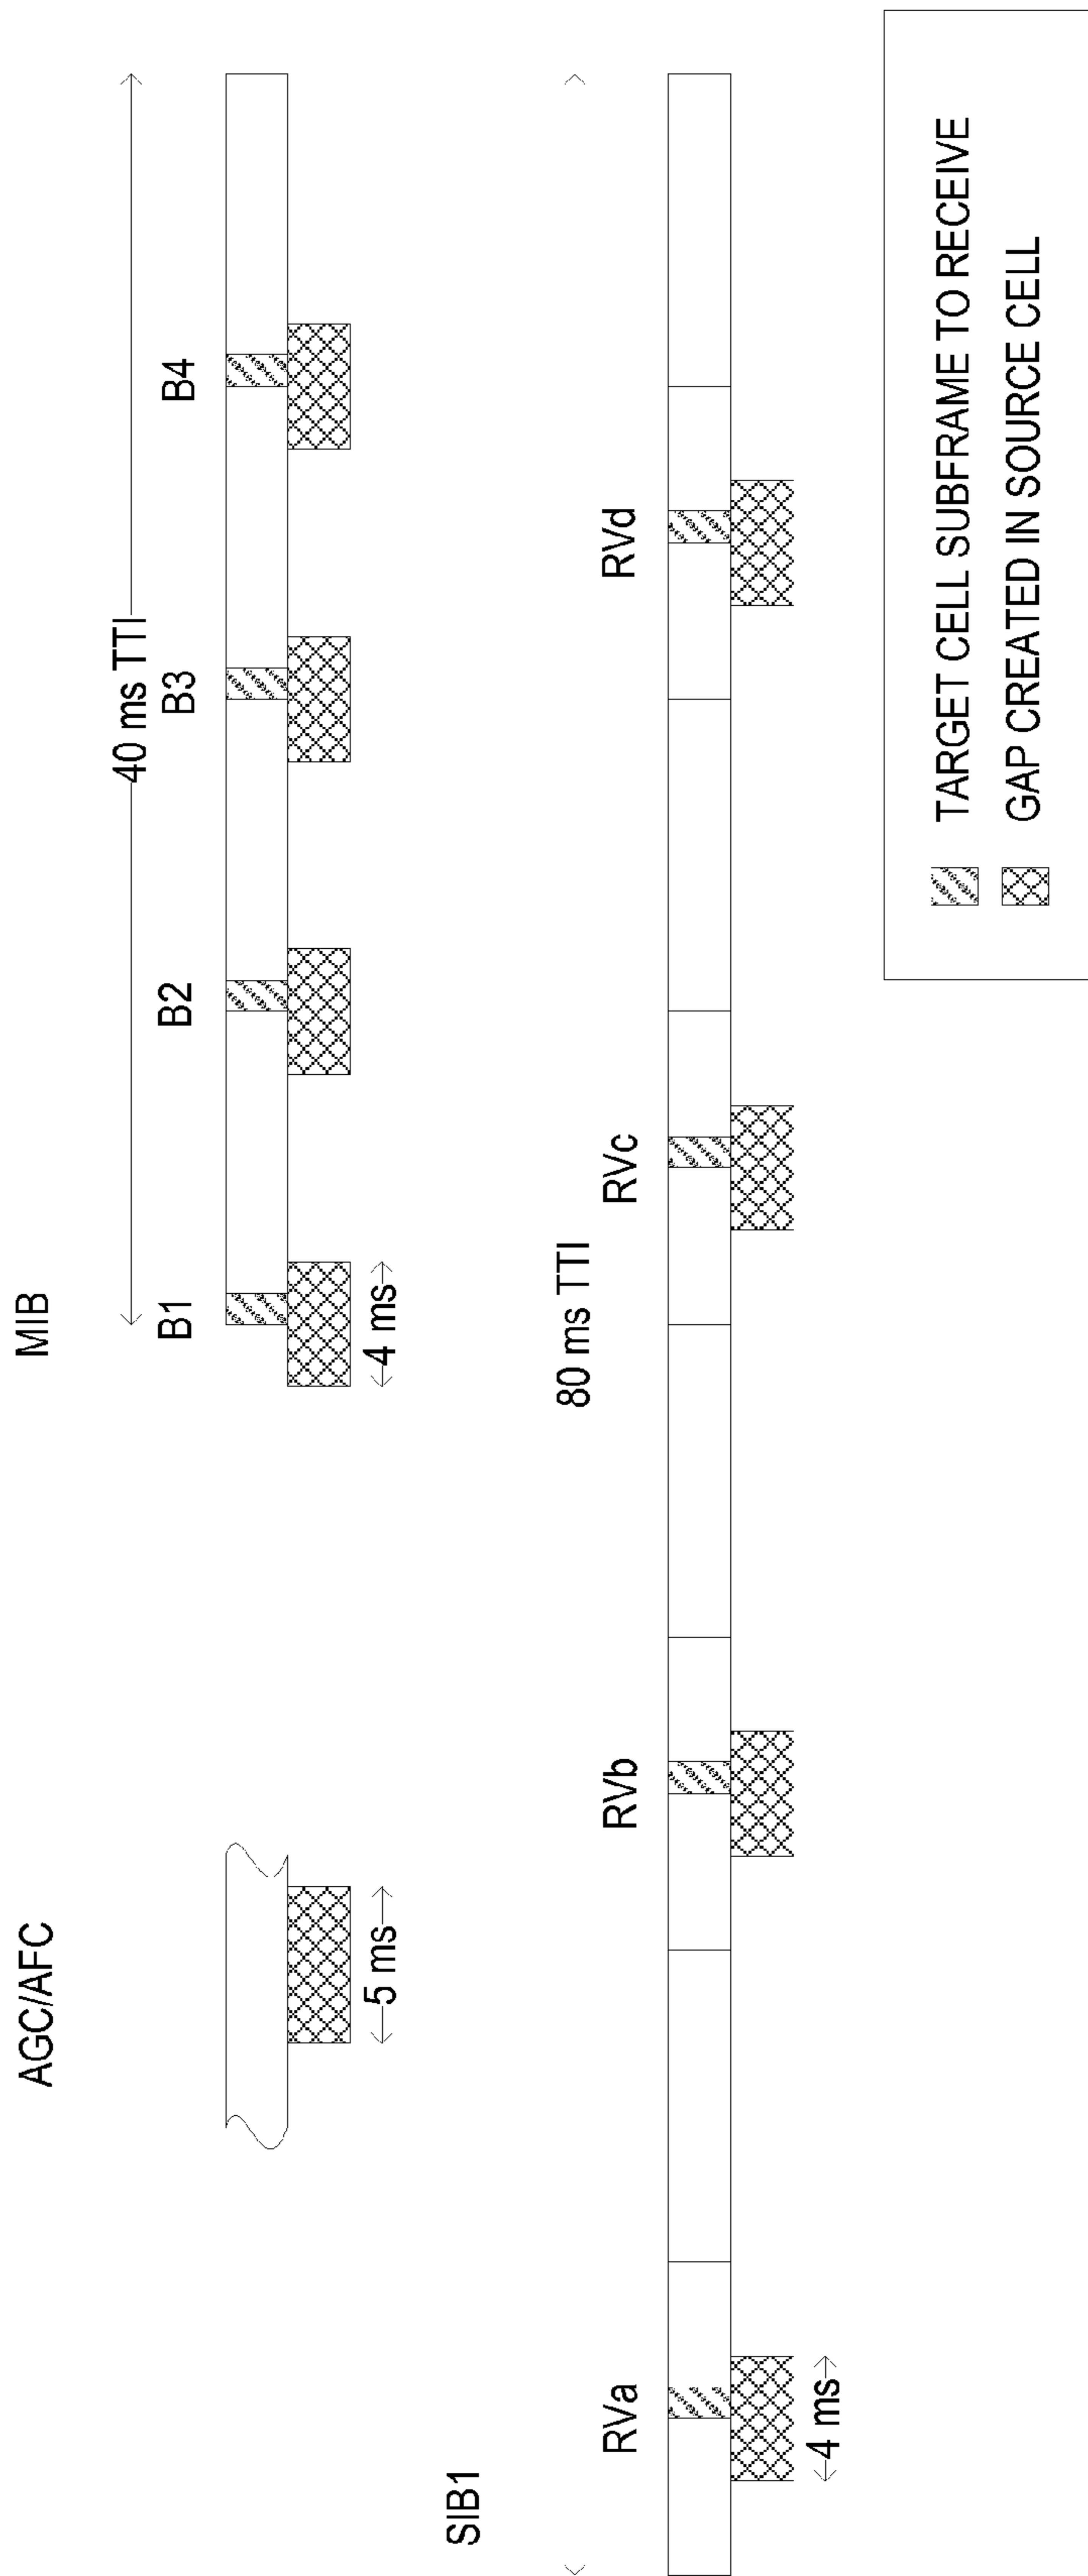 AGC/AFC
5 ms
MIB
40 ms TTI
B1
B2
B3
B4
4 ms
SIB1
80 ms TTI
RVa
RVb
RVc
RVd
4 ms
TARGET CELL SUBFRAME TO RECEIVE
GAP CREATED IN SOURCE CELL